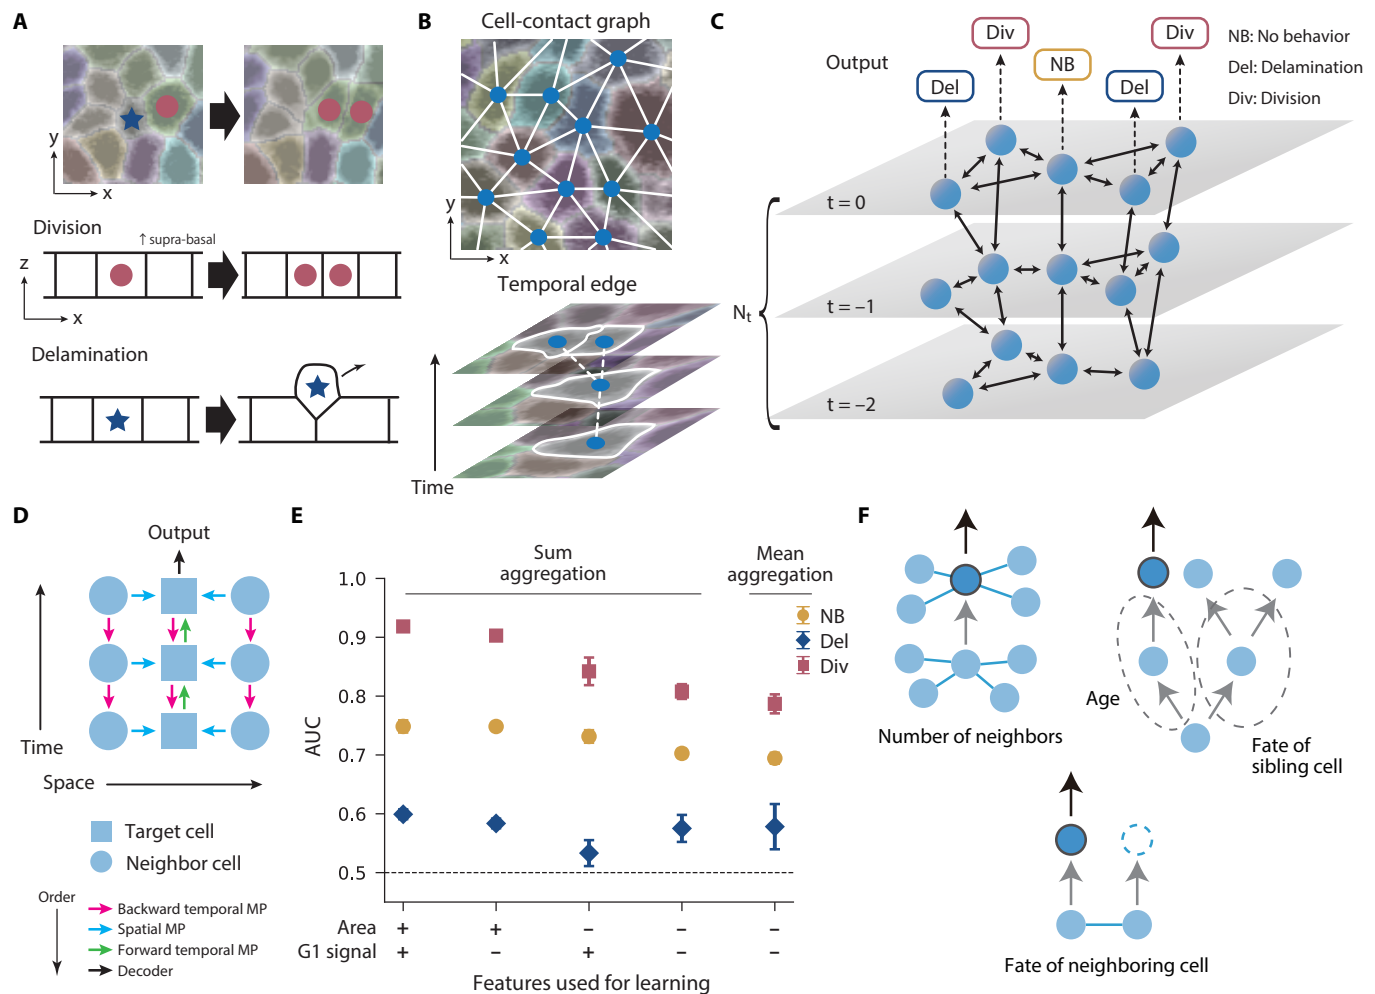 A
y
x
Division
↑ supra-basal
z
x
Delamination
B
Cell-contact graph
y
x
Temporal edge
Time
C
Output
Del
Div
NB
Del
Div
NB: No behavior
Del: Delamination
Div: Division
t = 0
t = –1
t = –2
Nt
D
Output
Time
Space
Target cell
Neighbor cell
Order
Backward temporal MP
Spatial MP
Forward temporal MP
Decoder
E
Sum
aggregation
Mean
aggregation
NB
Del
Div
AUC
1.0
0.9
0.8
0.7
0.6
0.5
Area + + – – –
G1 signal + – + – –
Features used for learning
F
Number of neighbors
Age
Fate of
sibling cell
Fate of neighboring cell